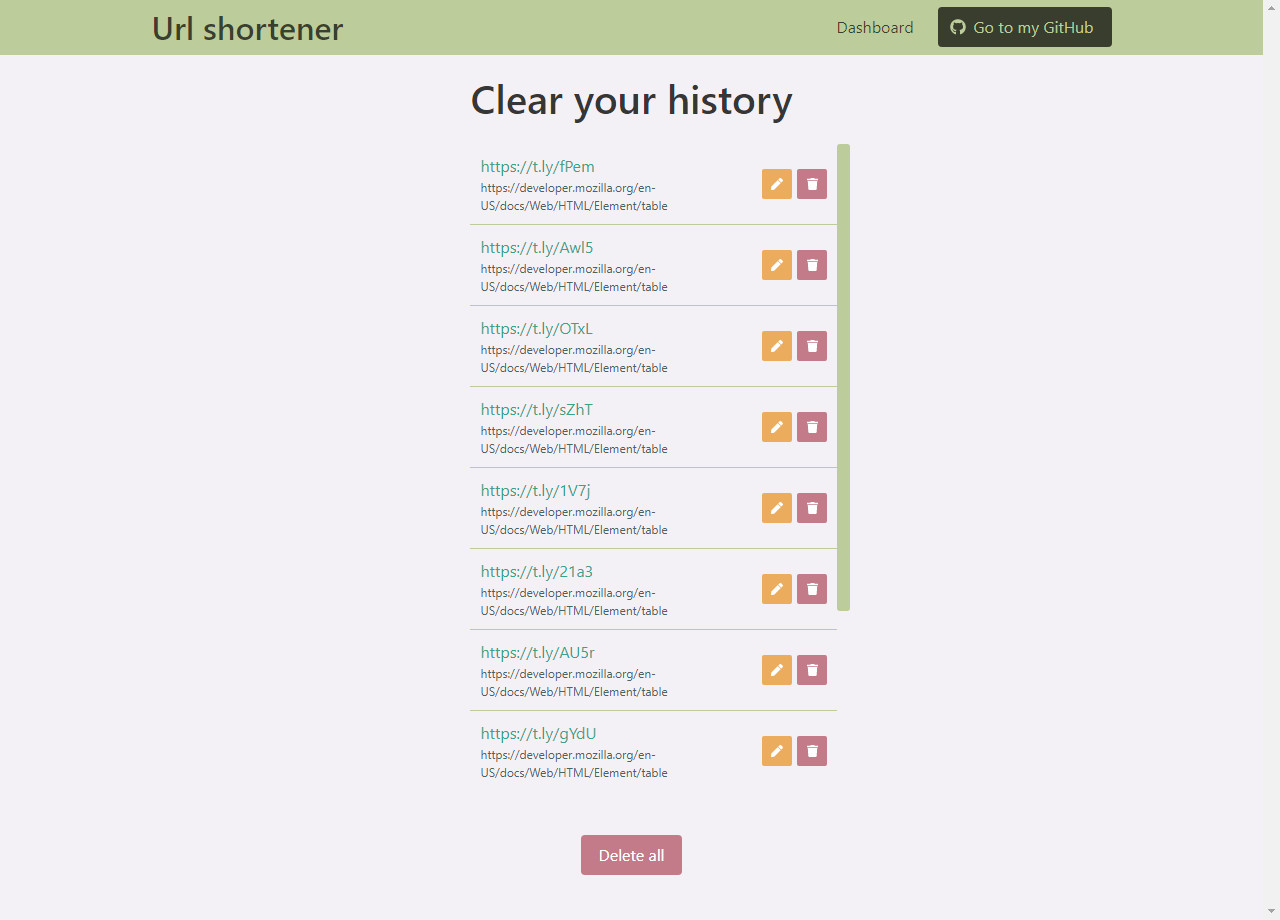 Url shortener
Dashboard
Go to my GitHub
Clear your history
https://t.ly/fPem
https://developer.mozilla.org/en-
US/docs/Web/HTML/Element/table
https://t.ly/Awl5
https://developer.mozilla.org/en-
US/docs/Web/HTML/Element/table
https://t.ly/OTxL
https://developer.mozilla.org/en-
US/docs/Web/HTML/Element/table
https://t.ly/sZhT
https://developer.mozilla.org/en-
US/docs/Web/HTML/Element/table
https://t.ly/1V7j
https://developer.mozilla.org/en-
US/docs/Web/HTML/Element/table
https://t.ly/21a3
https://developer.mozilla.org/en-
US/docs/Web/HTML/Element/table
https://t.ly/AU5r
https://developer.mozilla.org/en-
US/docs/Web/HTML/Element/table
https://t.ly/gYdU
https://developer.mozilla.org/en-
US/docs/Web/HTML/Element/table
Delete all